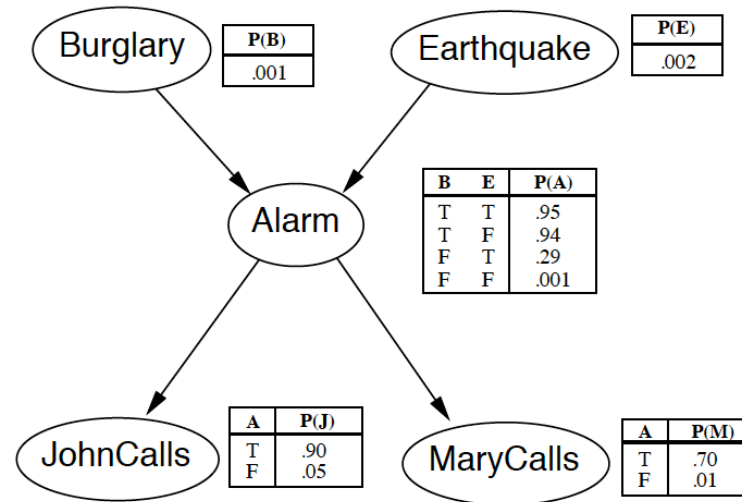 Burglary
P(B)
.001
Earthquake
P(E)
.002
Alarm
B E P(A)
T T .95
T F .94
F T .29
F F .001
JohnCalls
A P(J)
T .90
F .05
MaryCalls
A P(M)
T .70
F .01